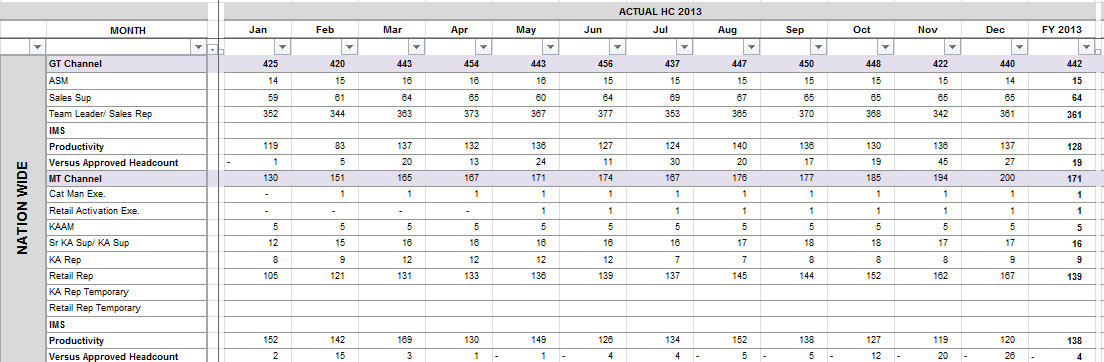 ACTUAL HC 2013
MONTH Jan Feb Mar Apr May Jun Jul Aug Sep Oct Nov Dec FY 2013
NATION WIDE
GT Channel 425 420 443 454 443 456 437 447 450 448 422 440 442
ASM 14 15 16 16 16 15 15 15 15 15 15 14 15
Sales Sup 59 61 64 65 60 64 69 67 65 65 65 65 64
Team Leader/ Sales Rep 352 344 363 373 367 377 353 365 370 368 342 361 361
IMS
Productivity 119 83 137 132 136 127 124 140 136 130 136 137 128
Versus Approved Headcount - 1 5 20 13 24 11 30 20 17 19 45 27 19
MT Channel 130 151 165 167 171 174 167 176 177 185 194 200 171
Cat Man Exe. - 1 1 1 1 1 1 1 1 1 1 1 1
Retail Activation Exe. - - - - 1 1 1 1 1 1 1 1 1
KAAM 5 5 5 5 5 5 5 5 5 5 5 5 5
Sr KA Sup/ KA Sup 12 15 16 16 16 16 16 17 18 18 17 17 16
KA Rep 8 9 12 12 12 12 7 7 8 8 8 9 9
Retail Rep 105 121 131 133 136 139 137 145 144 152 162 167 139
KA Rep Temporary
Retail Rep Temporary
IMS
Productivity 152 142 169 130 149 126 134 152 138 127 119 120 138
Versus Approved Headcount 2 15 3 1 - 1 - 4 4 - 5 - 5 - 12 - 20 - 26 - 4